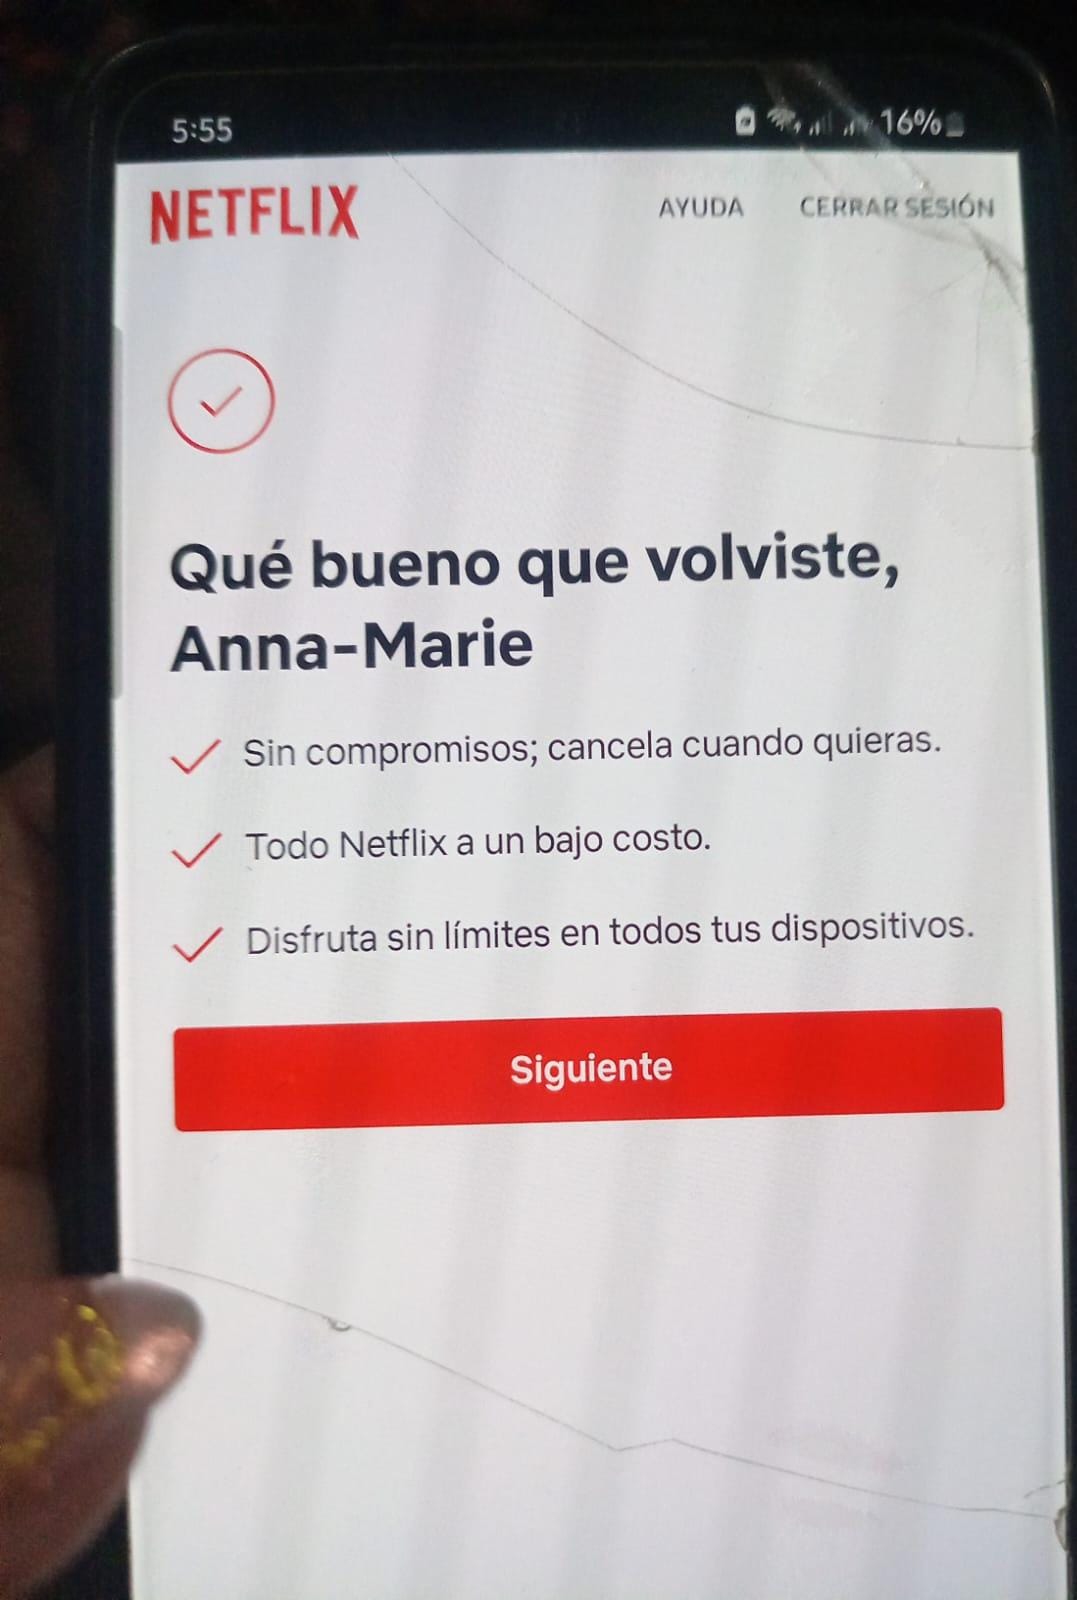 5:55
16%
NETFLIX
AYUDA
CERRAR SESIÓN
Qué bueno que volviste,
Anna-Marie
Sin compromisos; cancela cuando quieras.
Todo Netflix a un bajo costo.
Disfruta sin límites en todos tus dispositivos.
Siguiente